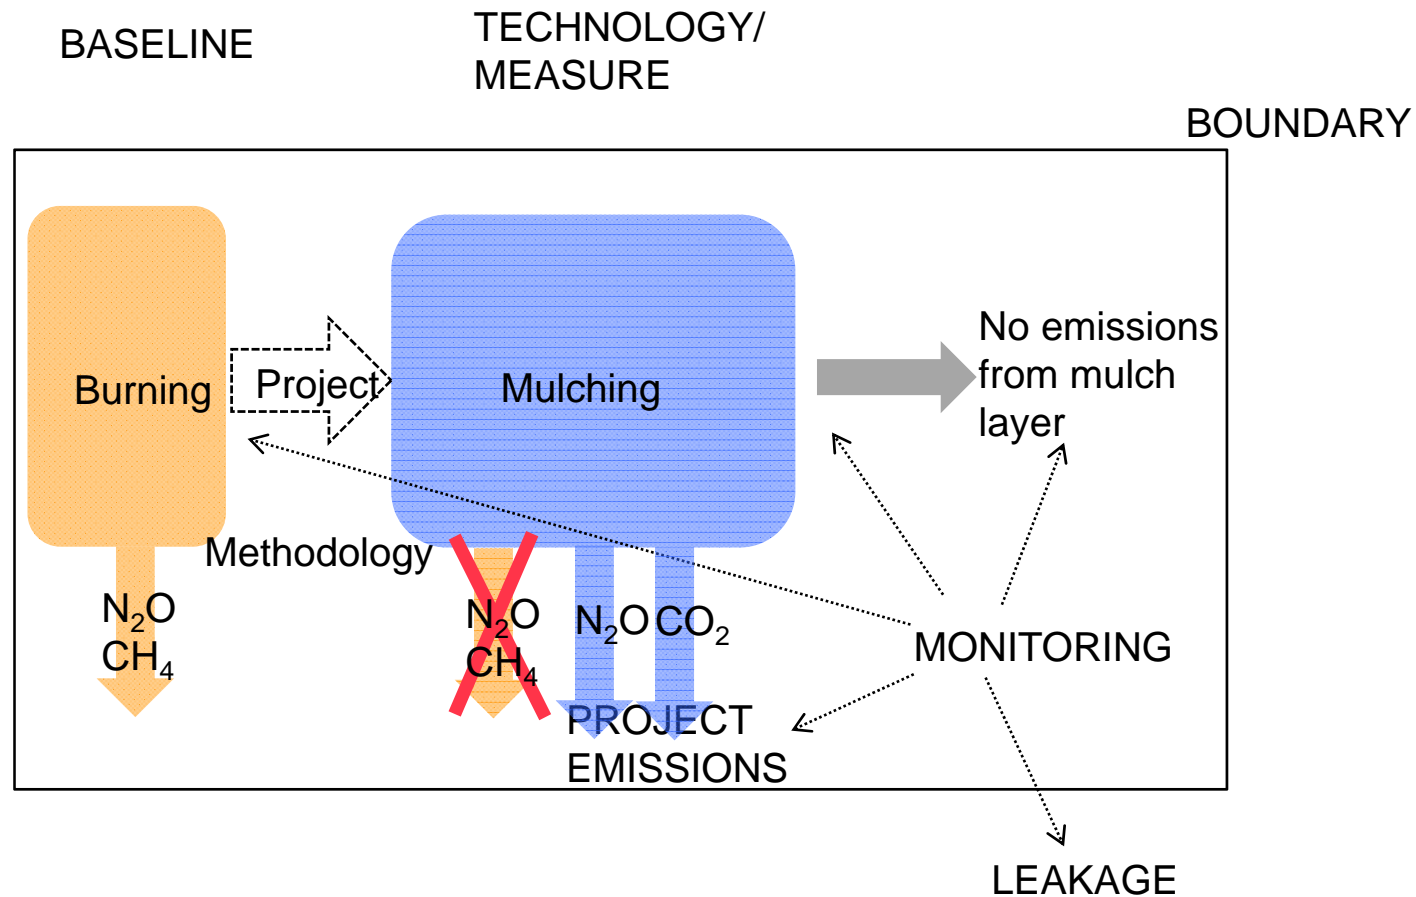 BASELINE
TECHNOLOGY/
MEASURE
BOUNDARY
Burning
Project
Mulching
No emissions
from mulch
layer
Methodology
N₂O
CH₄
N₂O
CH₄
N₂O
CO₂
MONITORING
PROJECT
EMISSIONS
LEAKAGE